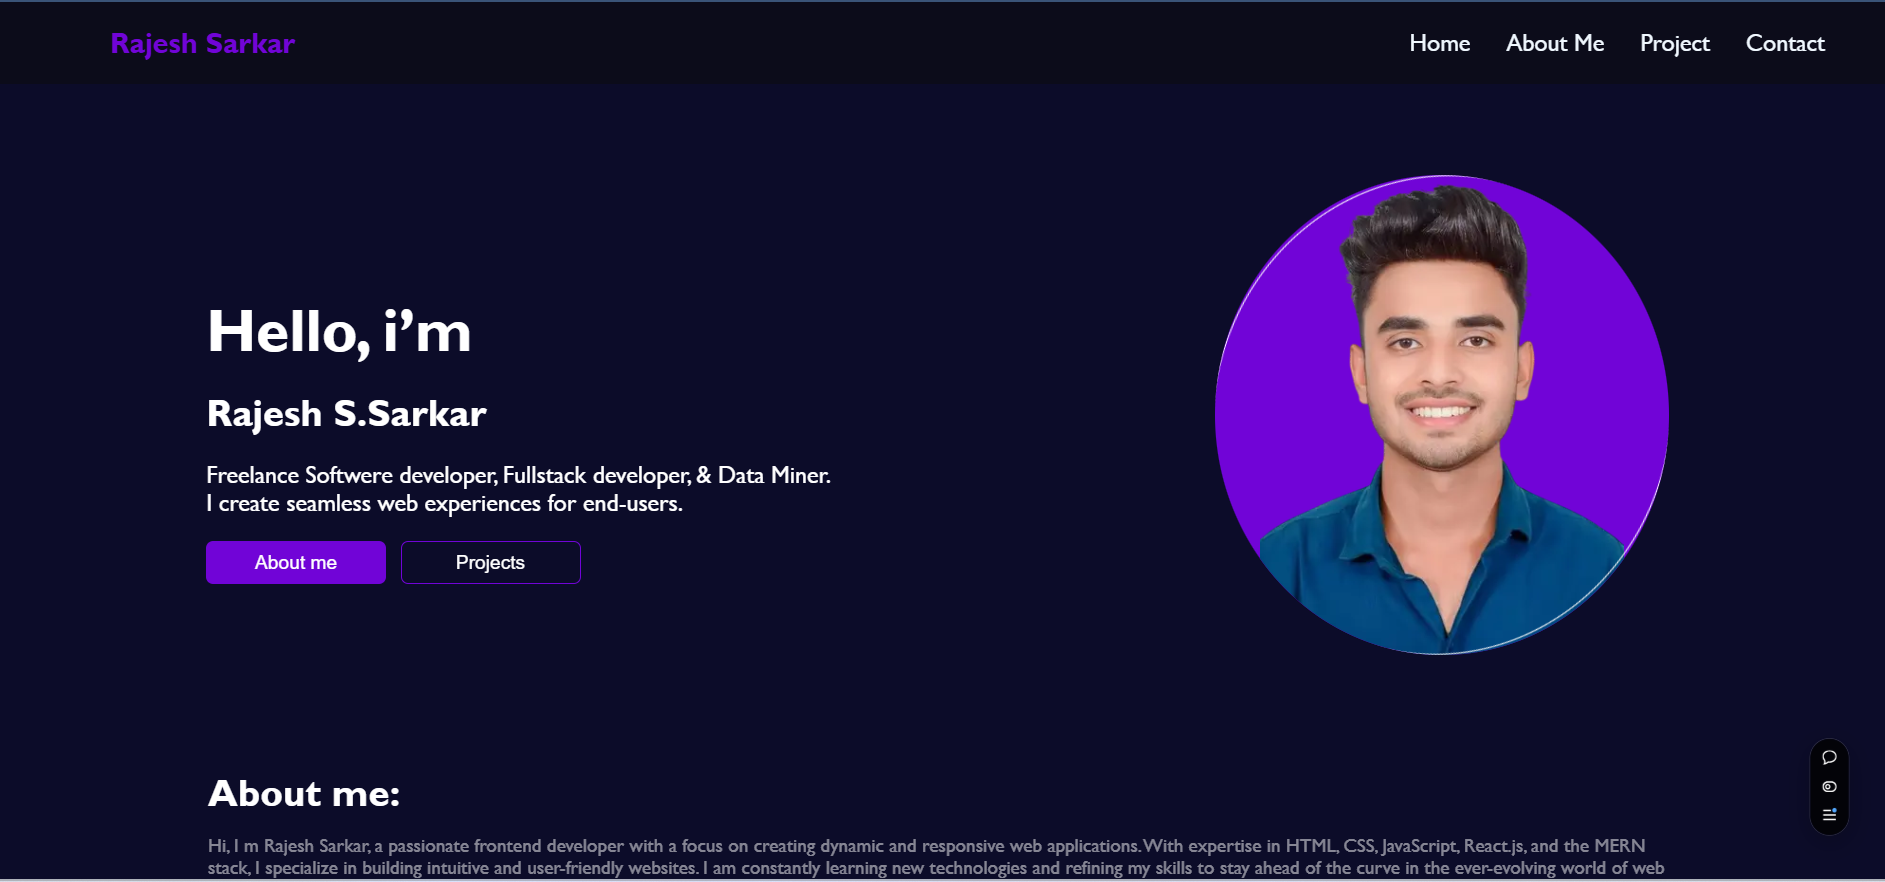 Rajesh Sarkar
Home
About Me
Project
Contact
Hello, i’m
Rajesh S.Sarkar
Freelance Softwere developer, Fullstack developer, & Data Miner.
I create seamless web experiences for end-users.
About me
Projects
About me:
Hi, I m Rajesh Sarkar, a passionate frontend developer with a focus on creating dynamic and responsive web applications. With expertise in HTML, CSS, JavaScript, React.js, and the MERN
stack, I specialize in building intuitive and user-friendly websites. I am constantly learning new technologies and refining my skills to stay ahead of the curve in the ever-evolving world of web